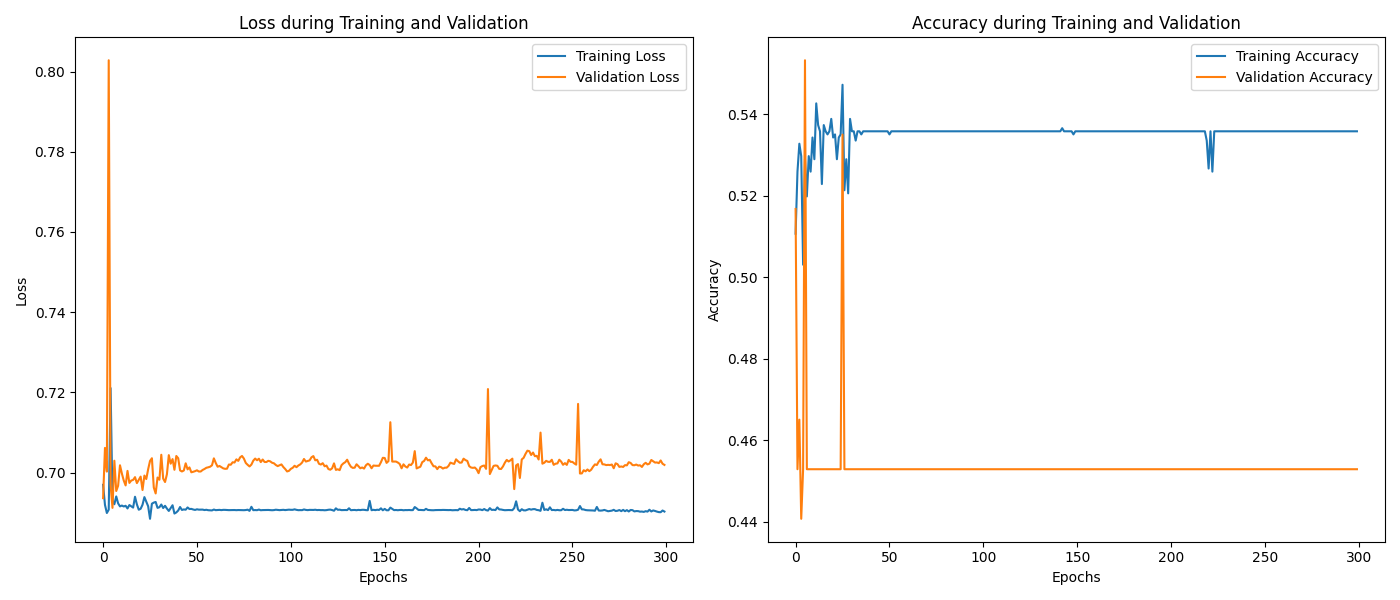 Loss during Training and Validation
Training Loss
Validation Loss
0.80
0.78
0.76
0.74
0.72
0.70
Loss
0
50
100
150
200
250
300
Epochs
Accuracy during Training and Validation
Training Accuracy
Validation Accuracy
0.54
0.52
0.50
0.48
0.46
0.44
Accuracy
0
50
100
150
200
250
300
Epochs